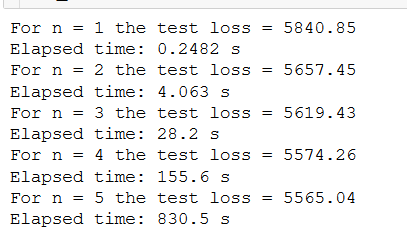 For n = 1 the test loss = 5840.85
Elapsed time: 0.2482 s
For n = 2 the test loss = 5657.45
Elapsed time: 4.063 s
For n = 3 the test loss = 5619.43
Elapsed time: 28.2 s
For n = 4 the test loss = 5574.26
Elapsed time: 155.6 s
For n = 5 the test loss = 5565.04
Elapsed time: 830.5 s